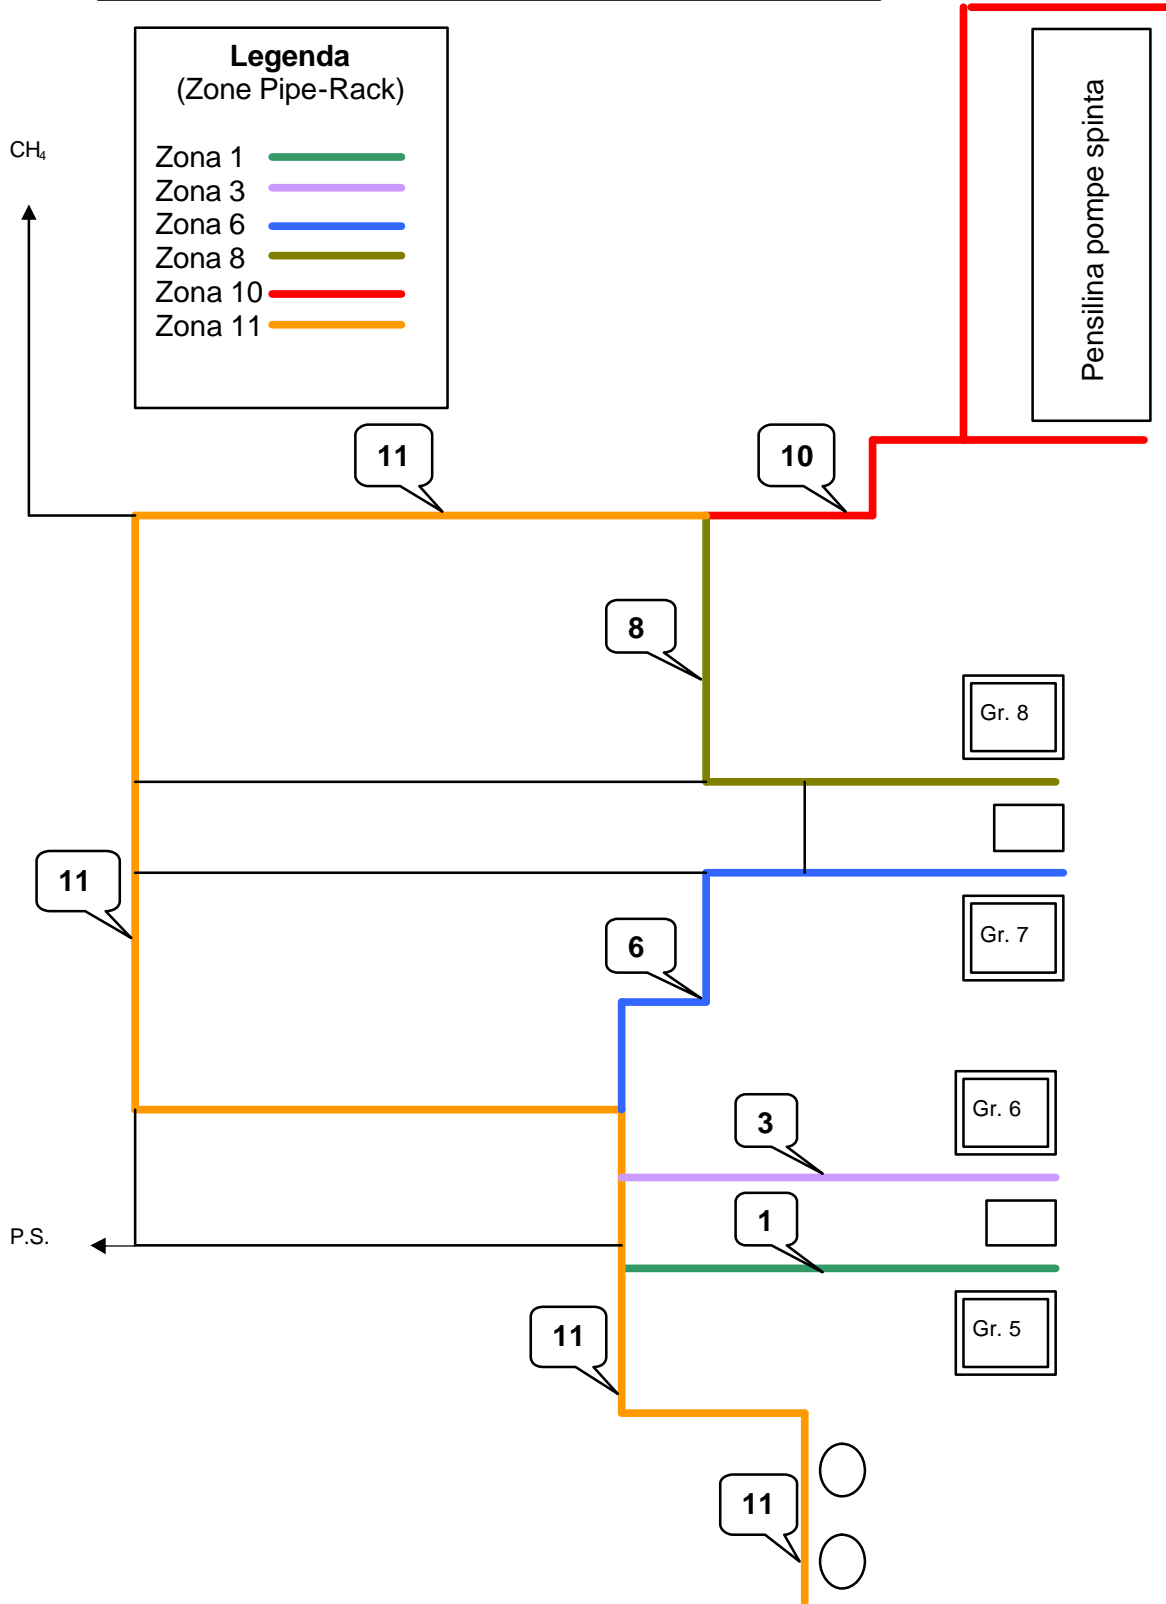 Legenda
(Zone Pipe-Rack)
Zona 1
Zona 3
Zona 6
Zona 8
Zona 10
Zona 11
CH₄
Pensilina pompe spinta
11
10
8
Gr. 8
11
6
Gr. 7
3
Gr. 6
1
P.S.
11
Gr. 5
11